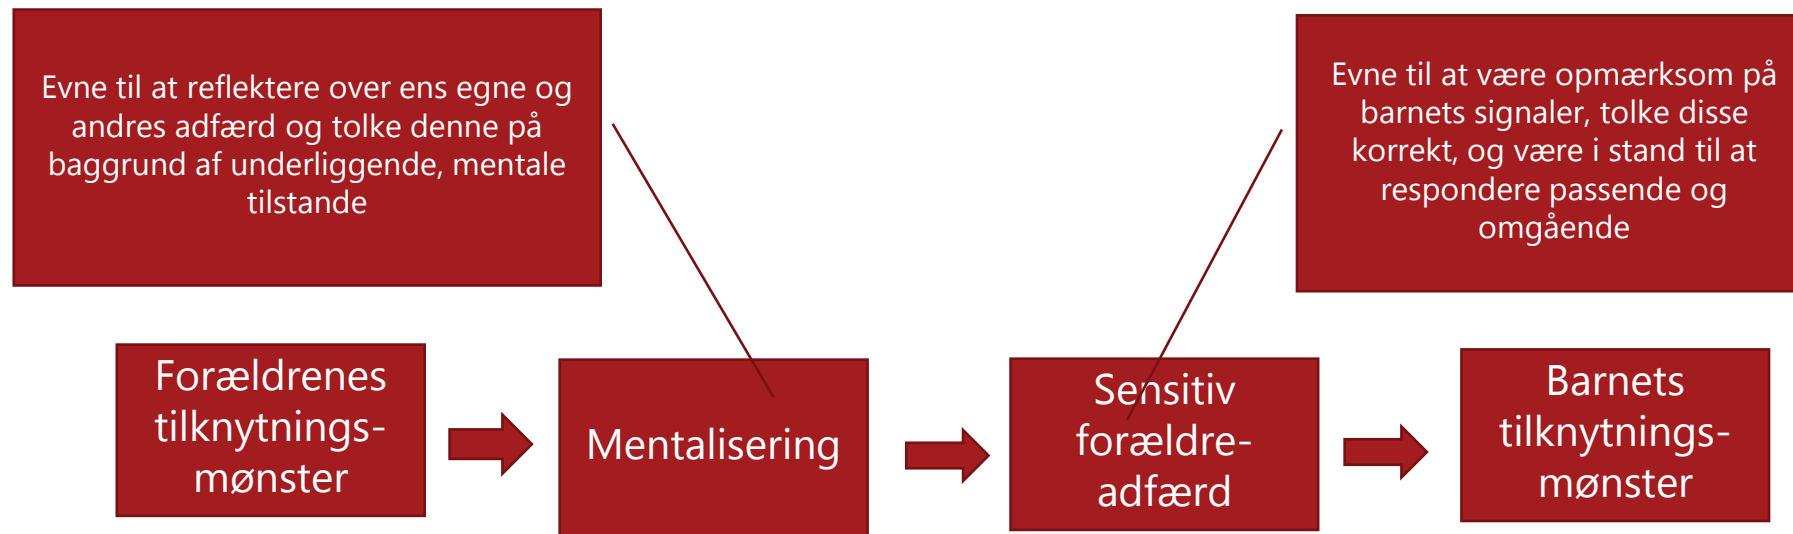 Evne til at reflektere over ens egne og
andres adfærd og tolke denne på
baggrund af underliggende, mentale
tilstande
Evne til at være opmærksom på
barnets signaler, tolke disse
korrekt, og være i stand til at
respondere passende og
omgående
Forældrenes
tilknytnings-
mønster
Mentalisering
Sensitiv
forældre-
adfærd
Barnets
tilknytnings-
mønster